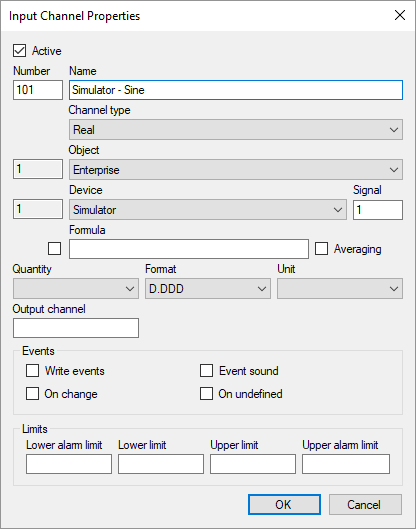 Input Channel Properties
Active
Number Name
101 Simulator - Sine
Channel type
Real
Object
1 Enterprise
Device Signal
1 Simulator 1
Formula
Averaging
Quantity Format Unit
D.DDD
Output channel
Events
Write events Event sound
On change On undefined
Limits
Lower alarm limit Lower limit Upper limit Upper alarm limit
OK Cancel